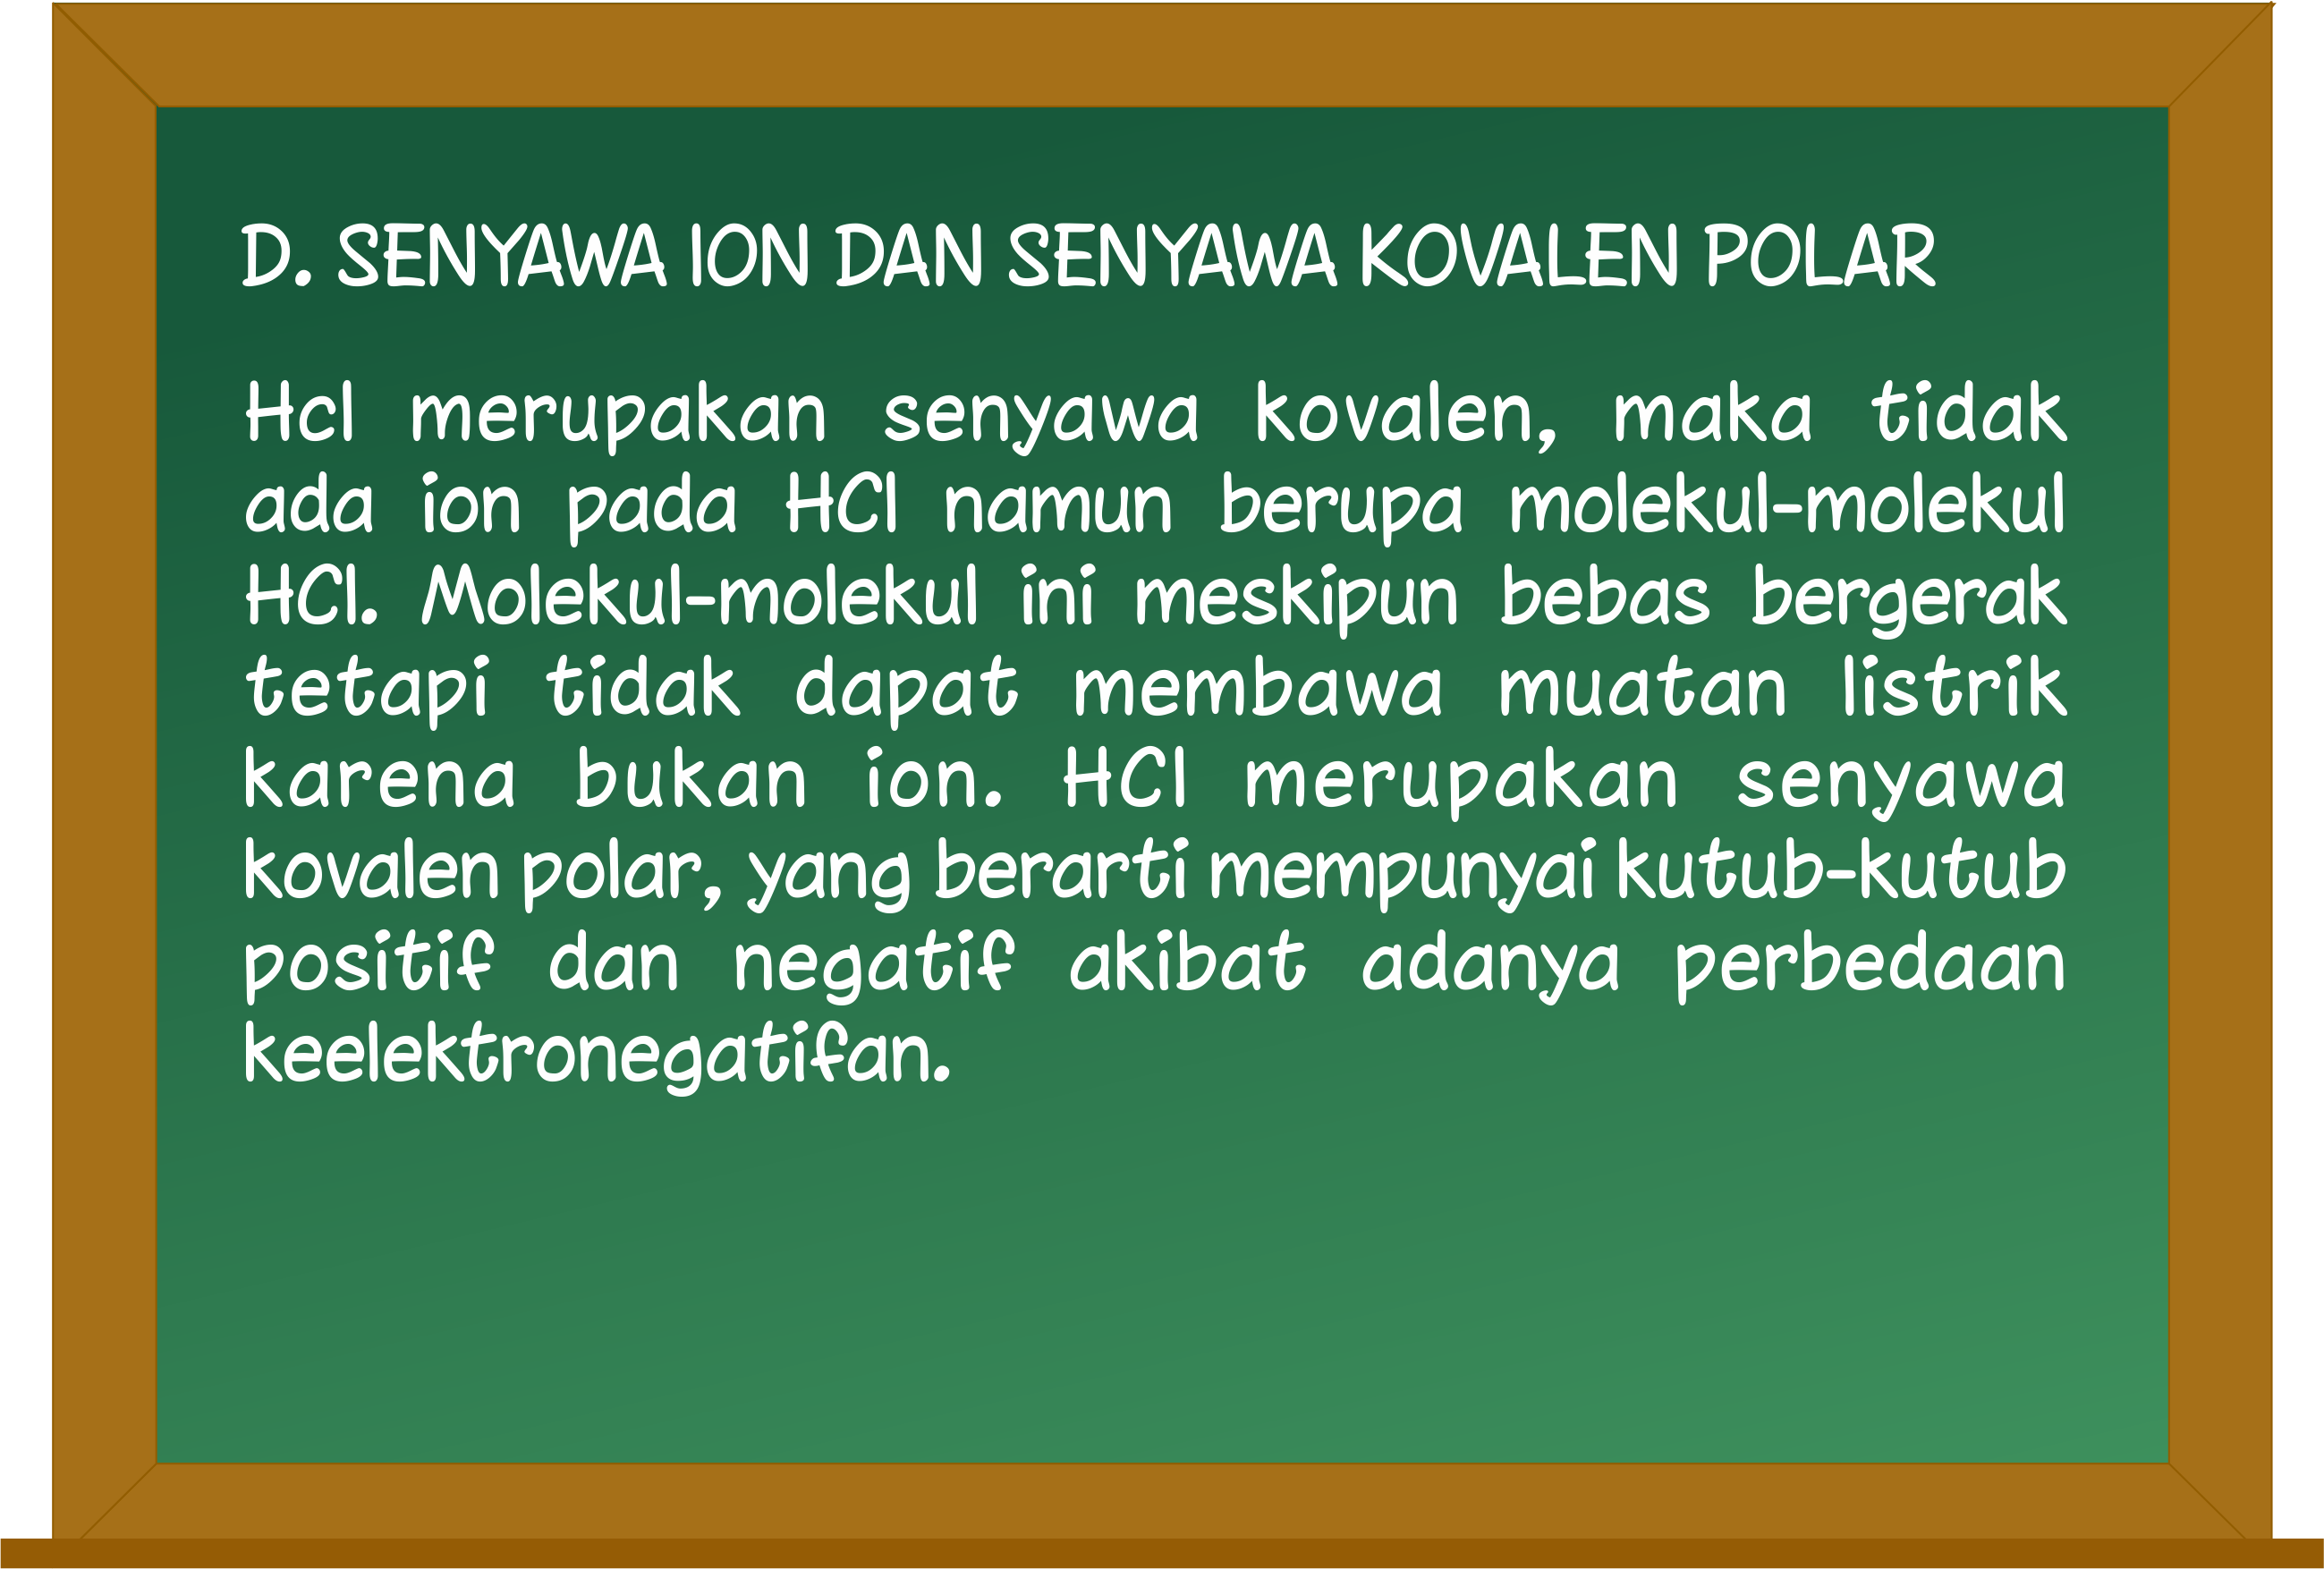 D. SENYAWA ION DAN SENYAWA KOVALEN POLAR
Hcl merupakan senyawa kovalen, maka tidak
ada ion pada HCl namun berupa molekul-molekul
HCl. Molekul-molekul ini meskipun bebas bergeak
tetapi tidak dapat membawa muatan listrik
karena bukan ion. HCl merupakan senyawa
kovalen polar, yang berarti mempunyai kutub-kutub
positif dan negatif akibat adanya perbedaan
keelektronegatifan.